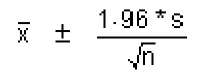 x̄ ± 1.96 * s / √n